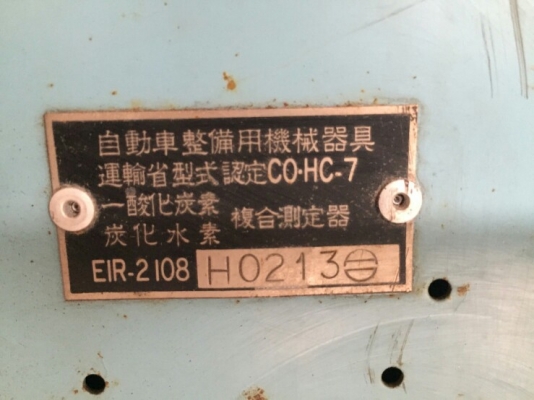 自動車整備用機械器具
運輸省型式認定CO·HC-7
一酸化炭素
炭化水素
複合測定器
EIR-2108 H0213